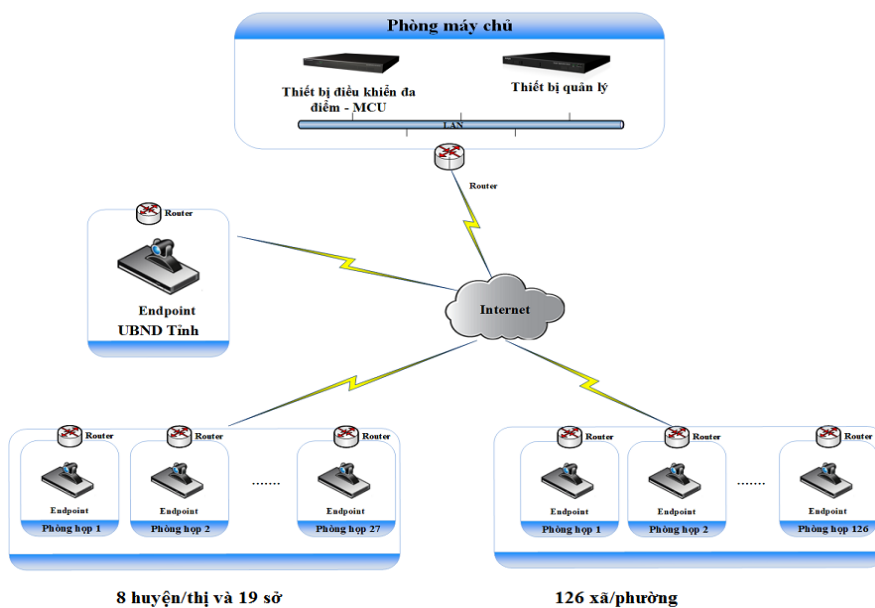 Phòng máy chủ
Thiết bị điều khiển đa
điểm - MCU
Thiết bị quản lý
LAN
Router
Router
Endpoint
UBND Tỉnh
Internet
Router
Router
Router
Endpoint
Endpoint
.......
Endpoint
Phòng họp 1
Phòng họp 2
Phòng họp 27
Router
Router
Router
Endpoint
Endpoint
.......
Endpoint
Phòng họp 1
Phòng họp 2
Phòng họp 126
8 huyện/thị và 19 sở
126 xã/phường